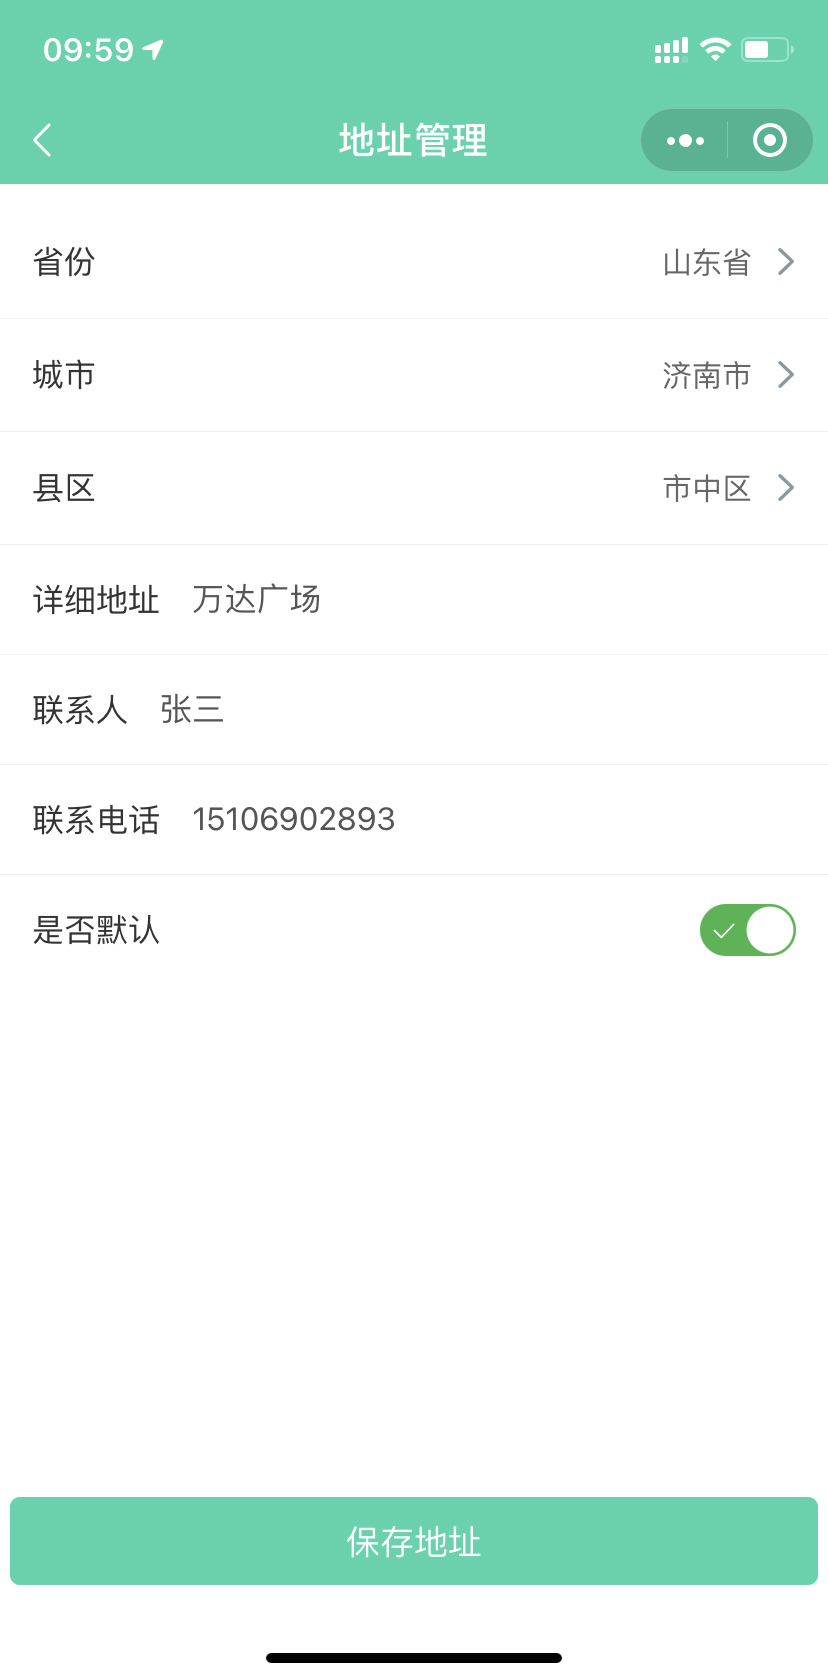 09:59
地址管理
省份 山东省
城市 济南市
县区 市中区
详细地址 万达广场
联系人 张三
联系电话 15106902893
是否默认
保存地址